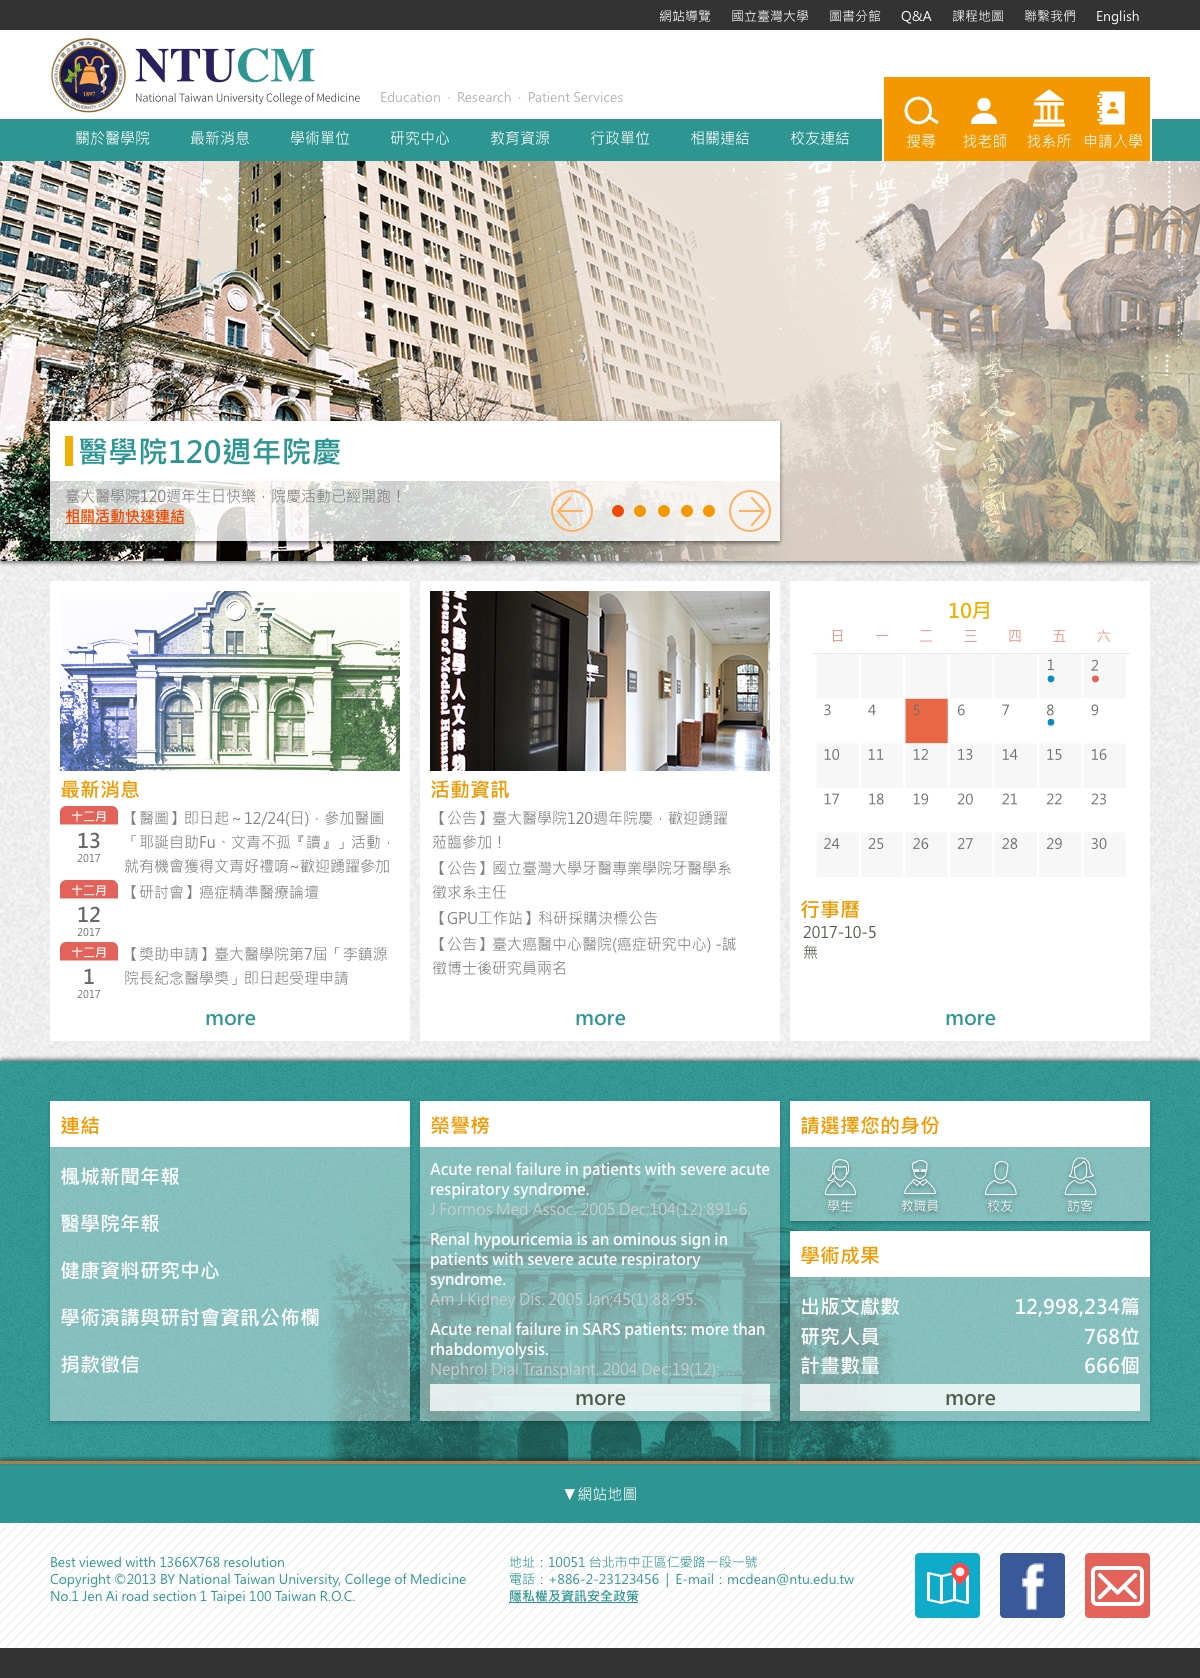 網站導覽 國立臺灣大學 圖書分館 Q&A 課程地圖 聯繫我們 English
NTUCM
National Taiwan University College of Medicine Education · Research · Patient Services
關於醫學院 最新消息 學術單位 研究中心 教育資源 行政單位 相關連結 校友連結
搜尋 找老師 找系所 申請入學
醫學院120週年院慶
臺大醫學院120週年生日快樂，院慶活動已經開跑！
相關活動快速連結
最新消息
十二月
13
2017
【醫圖】即日起～12/24(日)，參加醫圖
「耶誕自助Fu、文青不孤『讀』」活動，
就有機會獲得文青好禮唷~歡迎踴躍參加
十二月
12
2017
【研討會】癌症精準醫療論壇
十二月
1
2017
【獎助申請】臺大醫學院第7屆「李鎮源
院長紀念醫學獎」即日起受理申請
more
活動資訊
【公告】臺大醫學院120週年院慶，歡迎踴躍
蒞臨參加！
【公告】國立臺灣大學牙醫專業學院牙醫學系
徵求系主任
【GPU工作站】科研採購決標公告
【公告】臺大癌醫中心醫院(癌症研究中心) -誠
徵博士後研究員兩名
more
10月
日 一 二 三 四 五 六
1 2
3 4 5 6 7 8 9
10 11 12 13 14 15 16
17 18 19 20 21 22 23
24 25 26 27 28 29 30
行事曆
2017-10-5
無
more
連結
楓城新聞年報
醫學院年報
健康資料研究中心
學術演講與研討會資訊公佈欄
捐款徵信
榮譽榜
Acute renal failure in patients with severe acute
respiratory syndrome.
J Formos Med Assoc. 2005 Dec;104(12):891-6.
Renal hypouricemia is an ominous sign in
patients with severe acute respiratory
syndrome.
Am J Kidney Dis. 2005 Jan;45(1):88-95.
Acute renal failure in SARS patients: more than
rhabdomyolysis.
Nephrol Dial Transplant. 2004 Dec;19(12): ...
more
請選擇您的身份
學生 教職員 校友 訪客
學術成果
出版文獻數 12,998,234篇
研究人員 768位
計畫數量 666個
more
▼網站地圖
Best viewed witth 1366X768 resolution
Copyright ©2013 BY National Taiwan University, College of Medicine
No.1 Jen Ai road section 1 Taipei 100 Taiwan R.O.C.
地址：10051 台北市中正區仁愛路一段一號
電話：+886-2-23123456 | E-mail：mcdean@ntu.edu.tw
隱私權及資訊安全政策